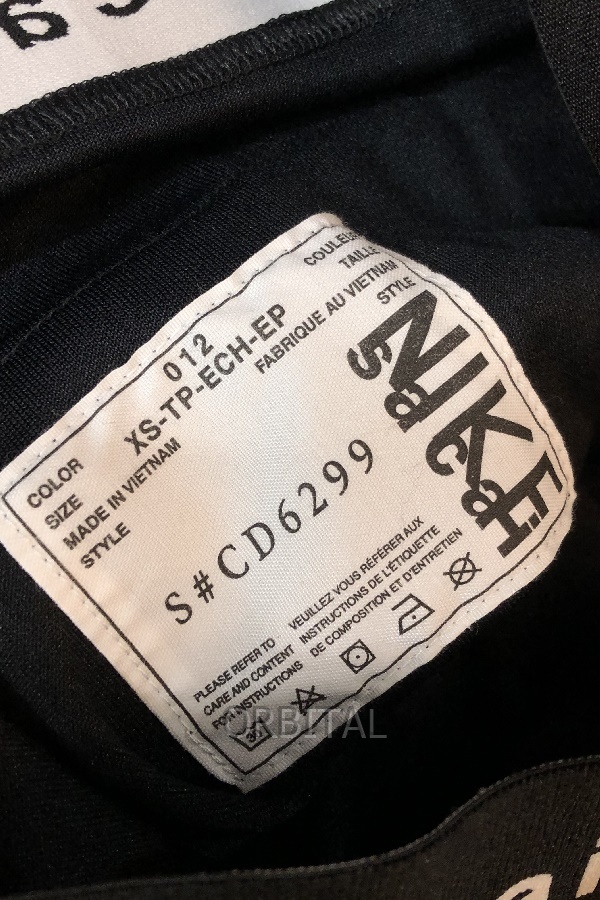 ca
COLOR 012 COULEUR
SIZE XS-TP-ECH-EP TAILLE
MADE IN VIETNAM FABRIQUE AU VIETNAM
STYLE STYLE
S#CD6299
NIKE
sacai
PLEASE REFER TO
CARE AND CONTENT
FOR INSTRUCTIONS
VEUILLEZ VOUS RÉFÉRER AUX
INSTRUCTIONS DE L'ÉTIQUETTE
DE COMPOSITION ET D'ENTRETIEN
30
ORBITAL